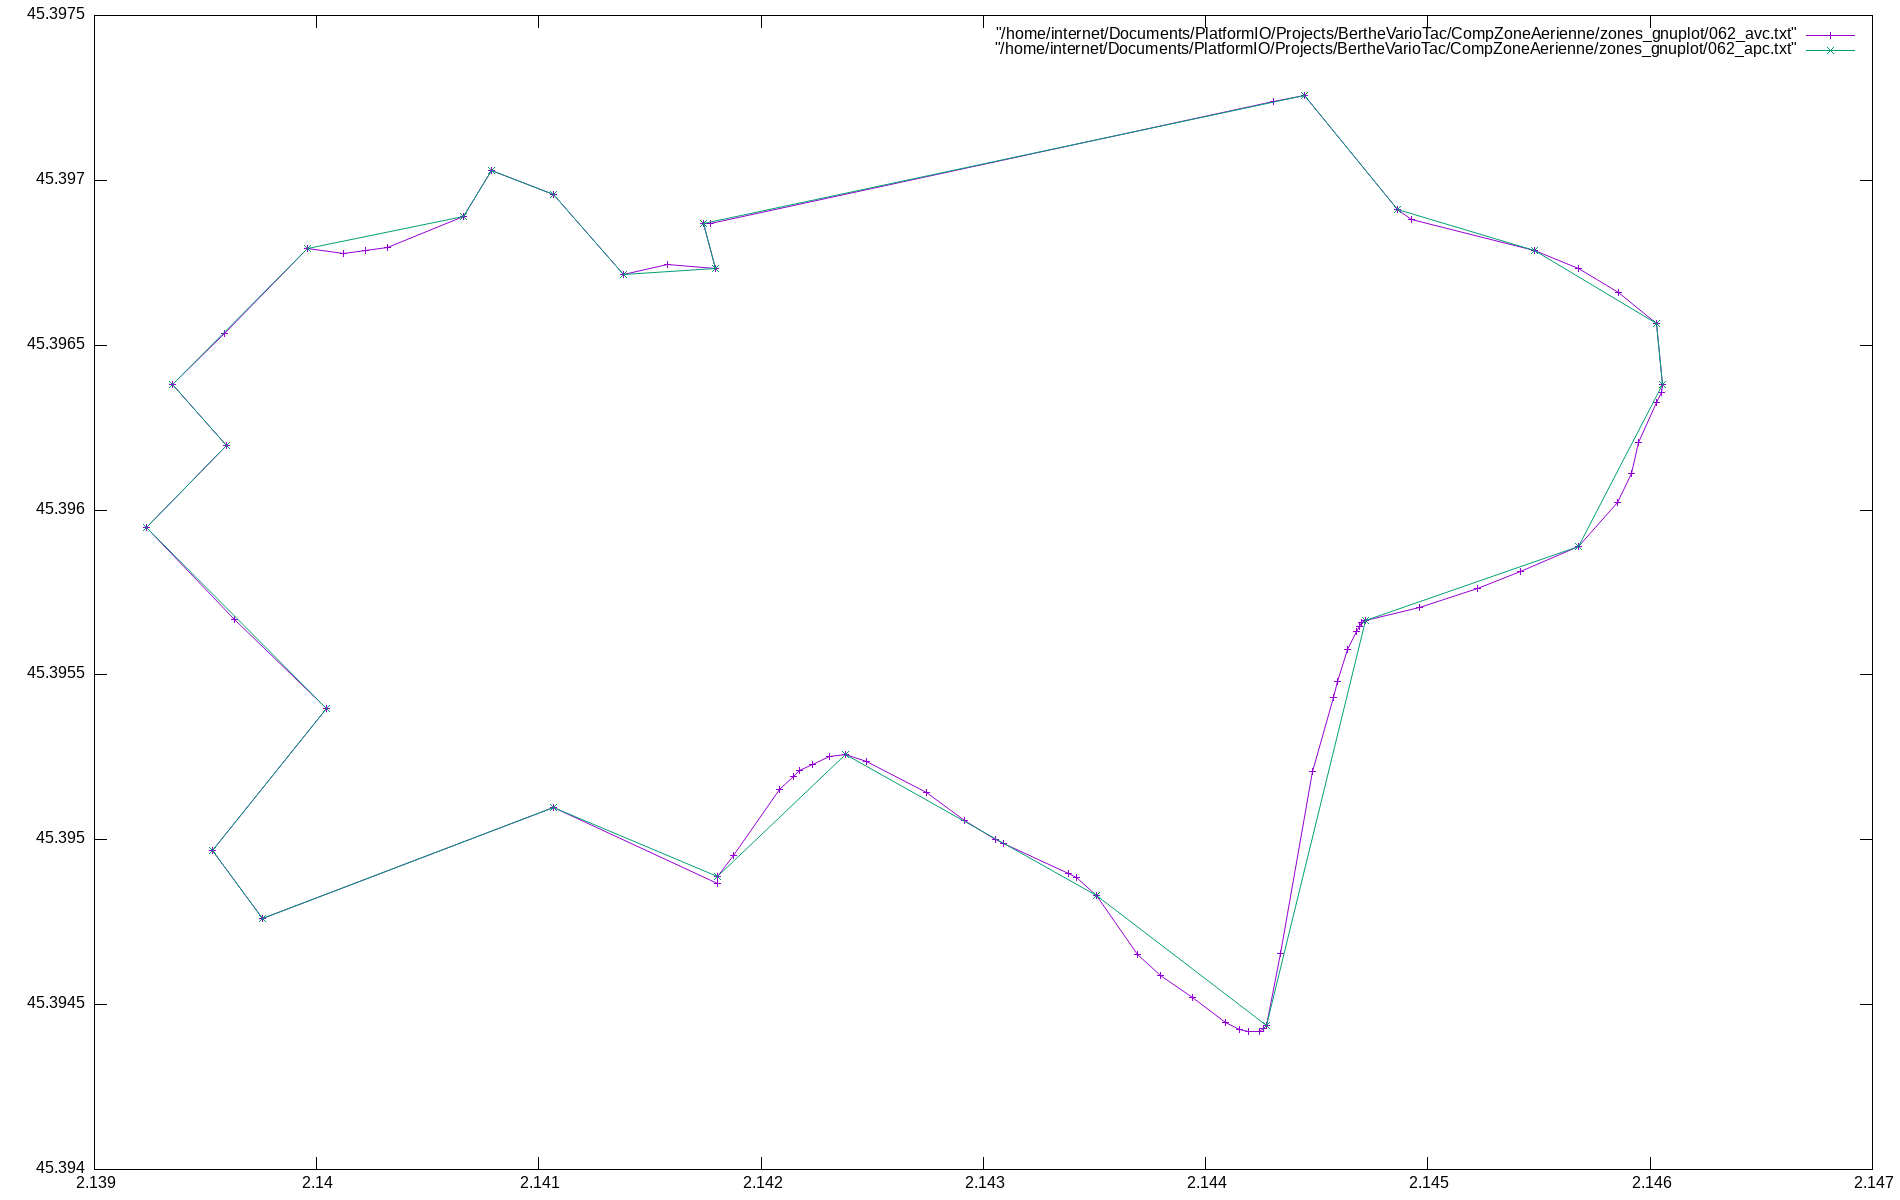 "/home/internet/Documents/PlatformIO/Projects/BertheVarioTac/CompZoneAerienne/zones_gnuplot/062_avc.txt"
"/home/internet/Documents/PlatformIO/Projects/BertheVarioTac/CompZoneAerienne/zones_gnuplot/062_apc.txt"
45.3975
45.397
45.3965
45.396
45.3955
45.395
45.3945
45.394
2.139 2.14 2.141 2.142 2.143 2.144 2.145 2.146 2.147